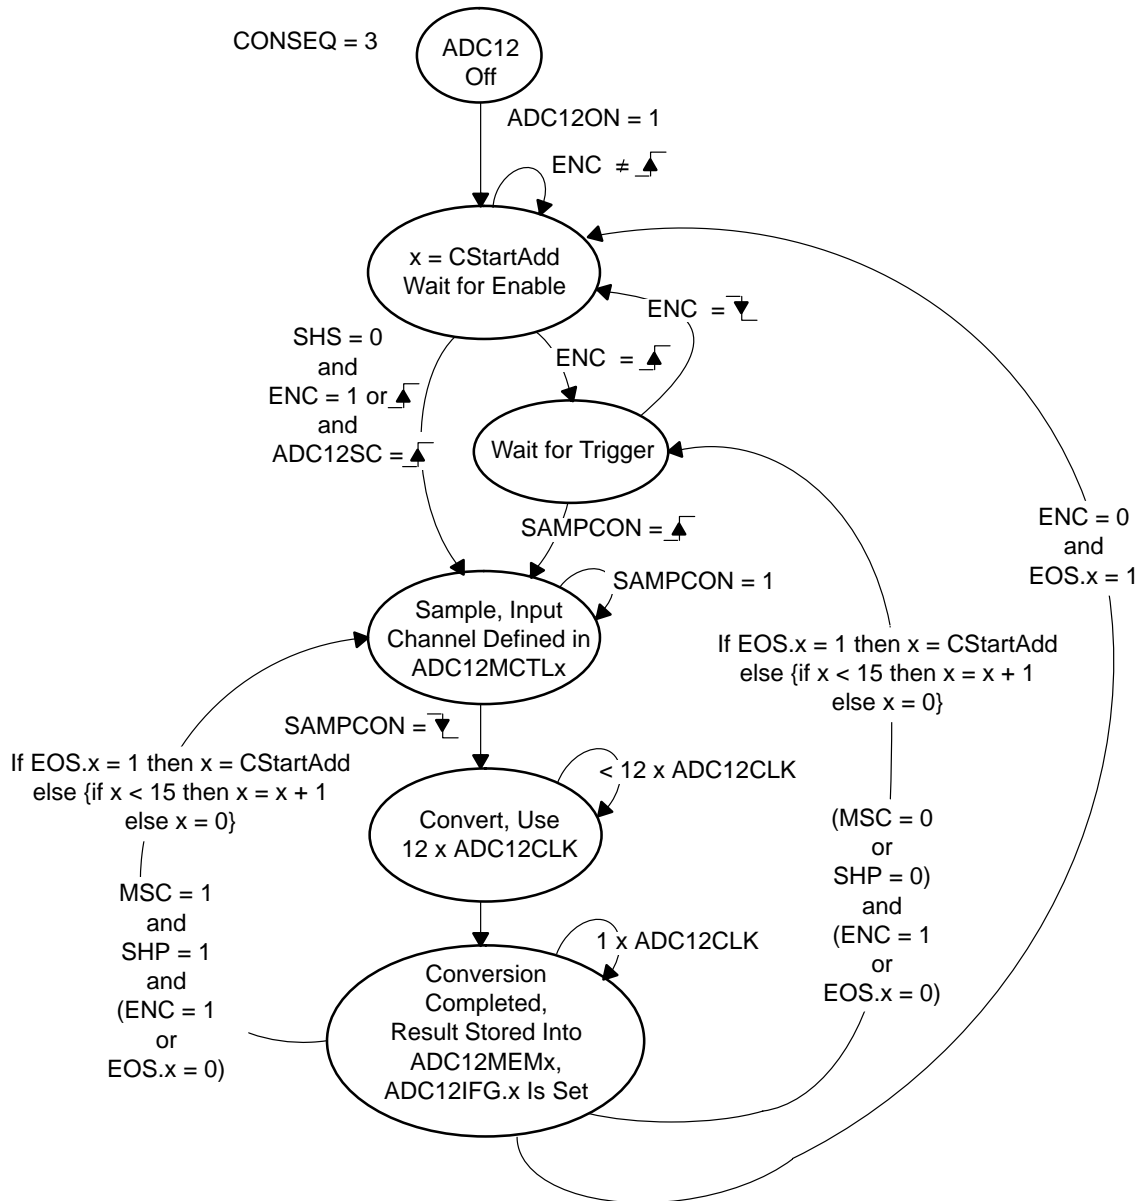 CONSEQ = 3
ADC12
Off
ADC12ON = 1
ENC ≠
x = CStartAdd
Wait for Enable
ENC =
SHS = 0
and
ENC = 1 or
and
ADC12SC =
ENC =
Wait for Trigger
SAMPCON =
ENC = 0
and
EOS.x = 1
SAMPCON = 1
Sample, Input
Channel Defined in
ADC12MCTLx
If EOS.x = 1 then x = CStartAdd
else {if x < 15 then x = x + 1
else x = 0}
SAMPCON =
If EOS.x = 1 then x = CStartAdd
else {if x < 15 then x = x + 1
else x = 0}
< 12 x ADC12CLK
Convert, Use
12 x ADC12CLK
(MSC = 0
or
SHP = 0)
and
(ENC = 1
or
EOS.x = 0)
MSC = 1
and
SHP = 1
and
(ENC = 1
or
EOS.x = 0)
1 x ADC12CLK
Conversion
Completed,
Result Stored Into
ADC12MEMx,
ADC12IFG.x Is Set